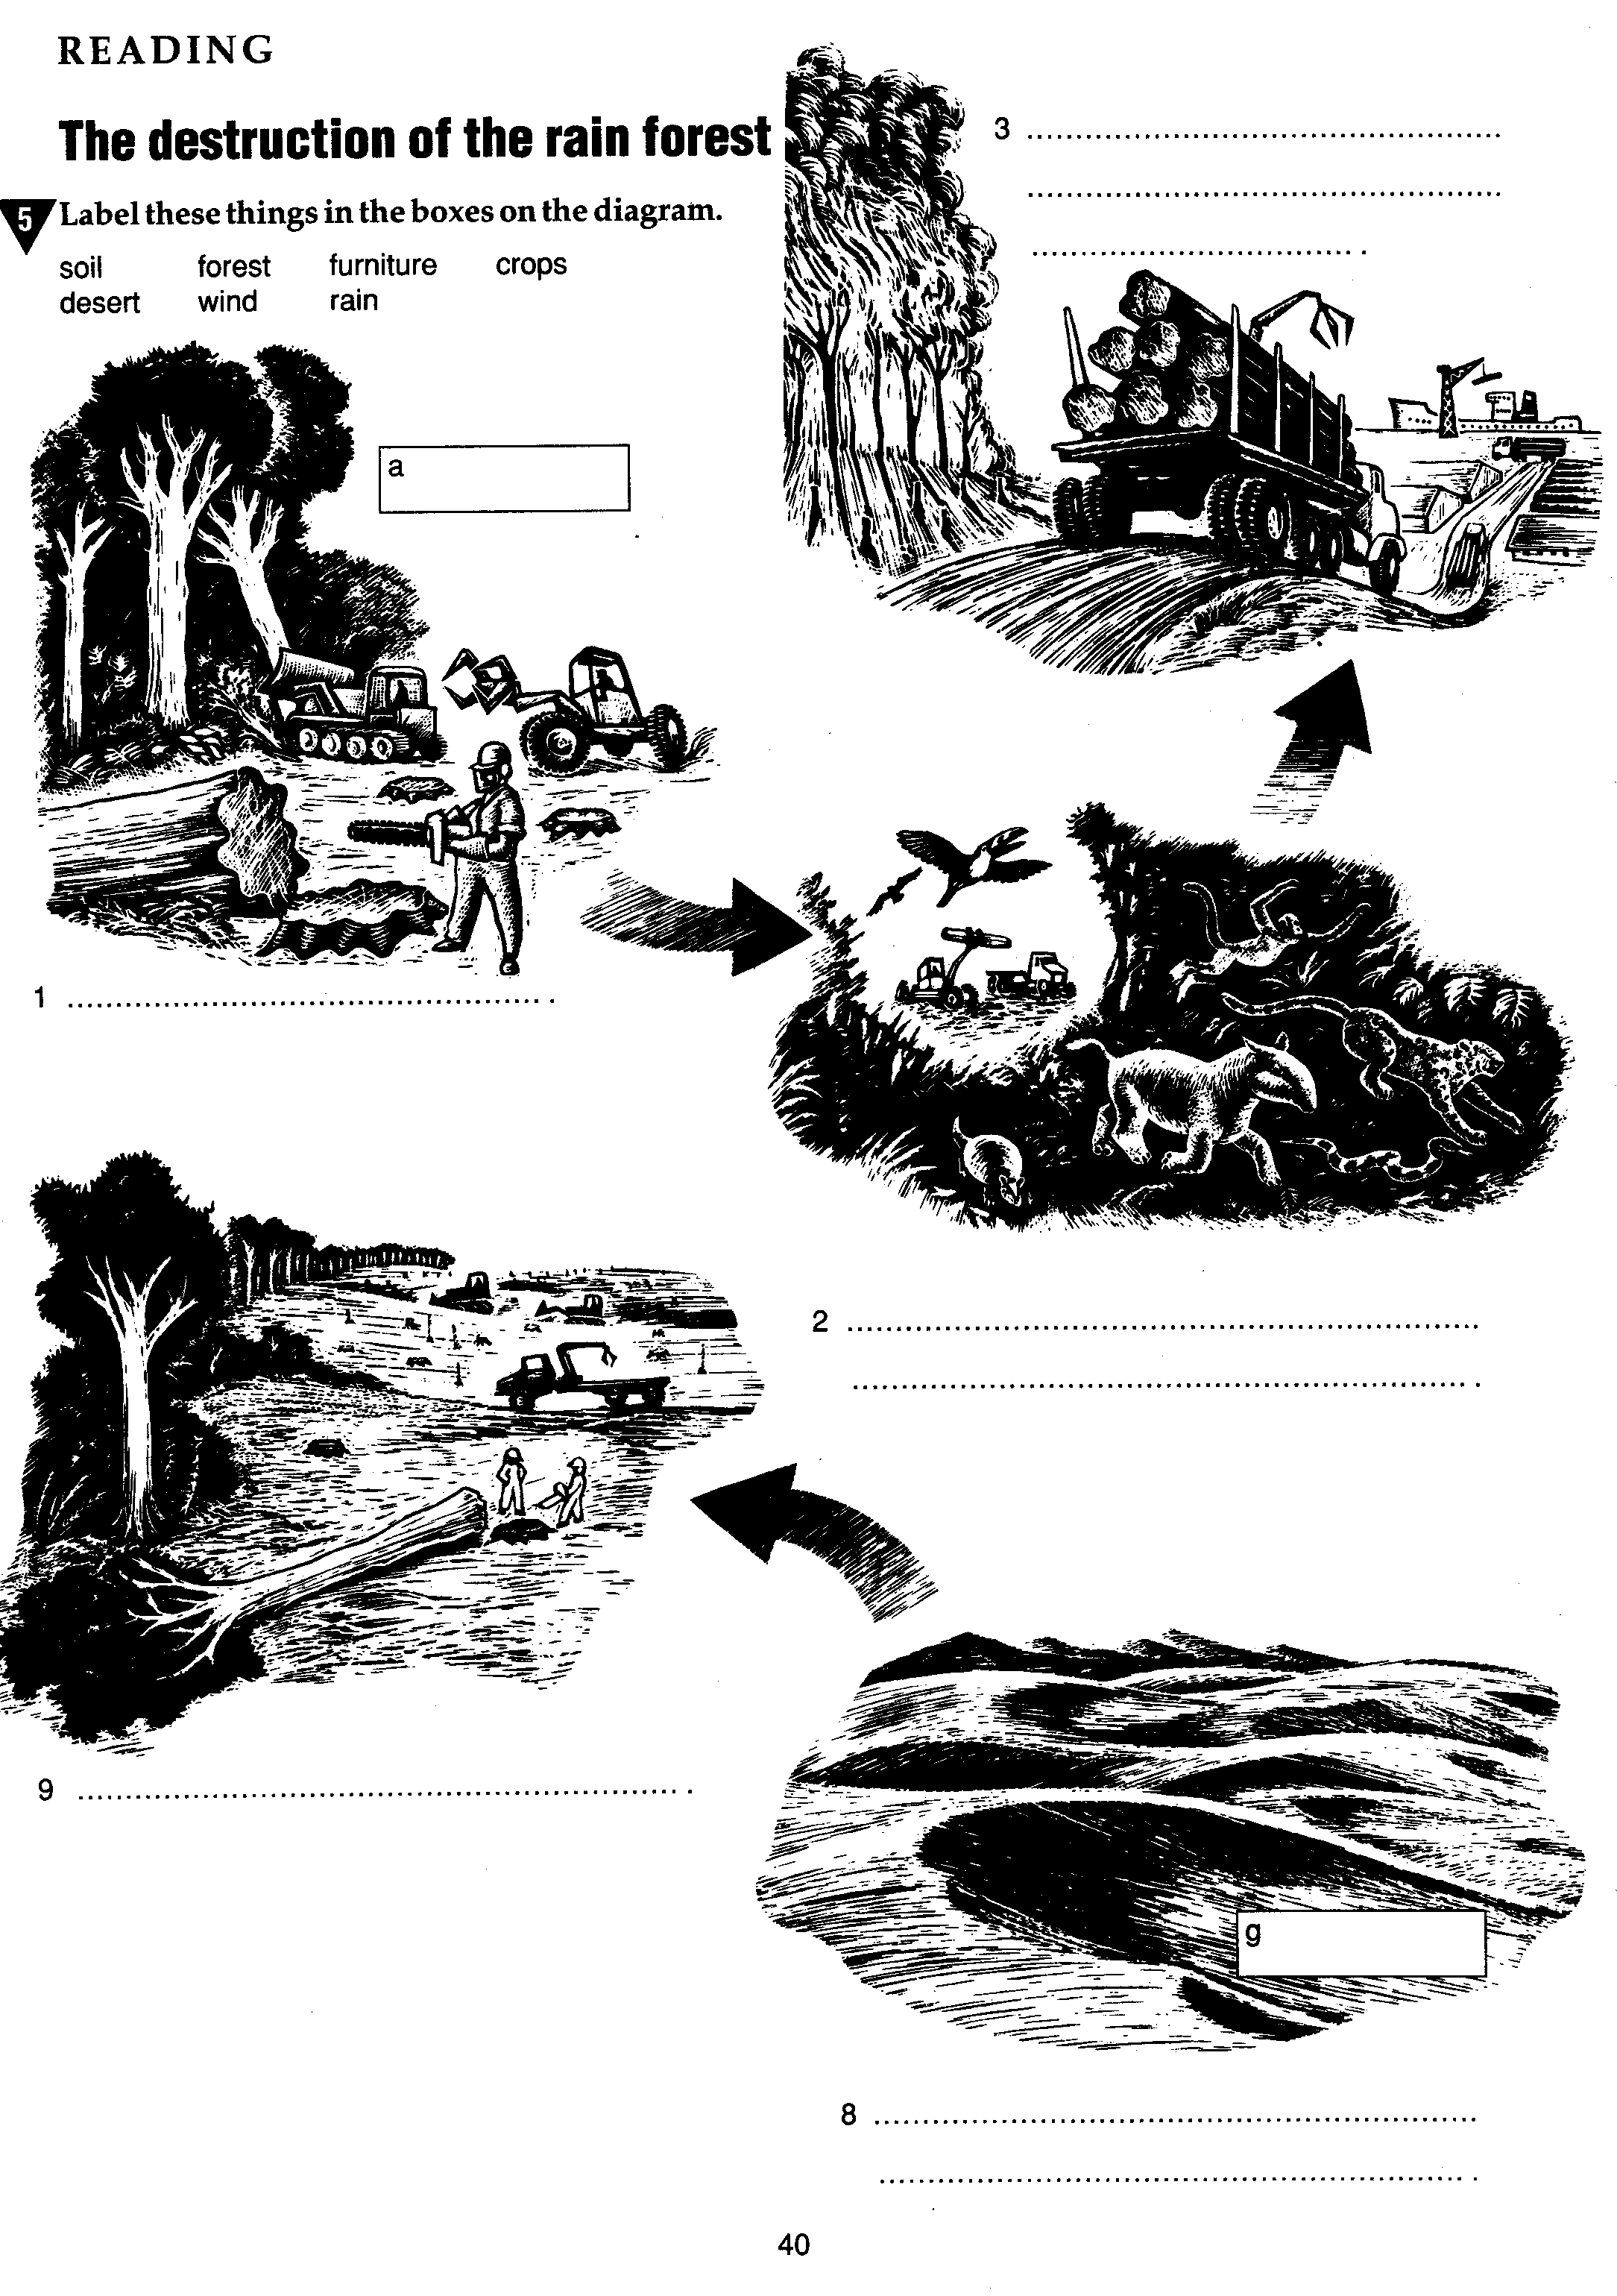 READING
The destruction of the rain forest
5 Label these things in the boxes on the diagram.
soil forest furniture crops
desert wind rain
a
1
3
2
9
g
8
40